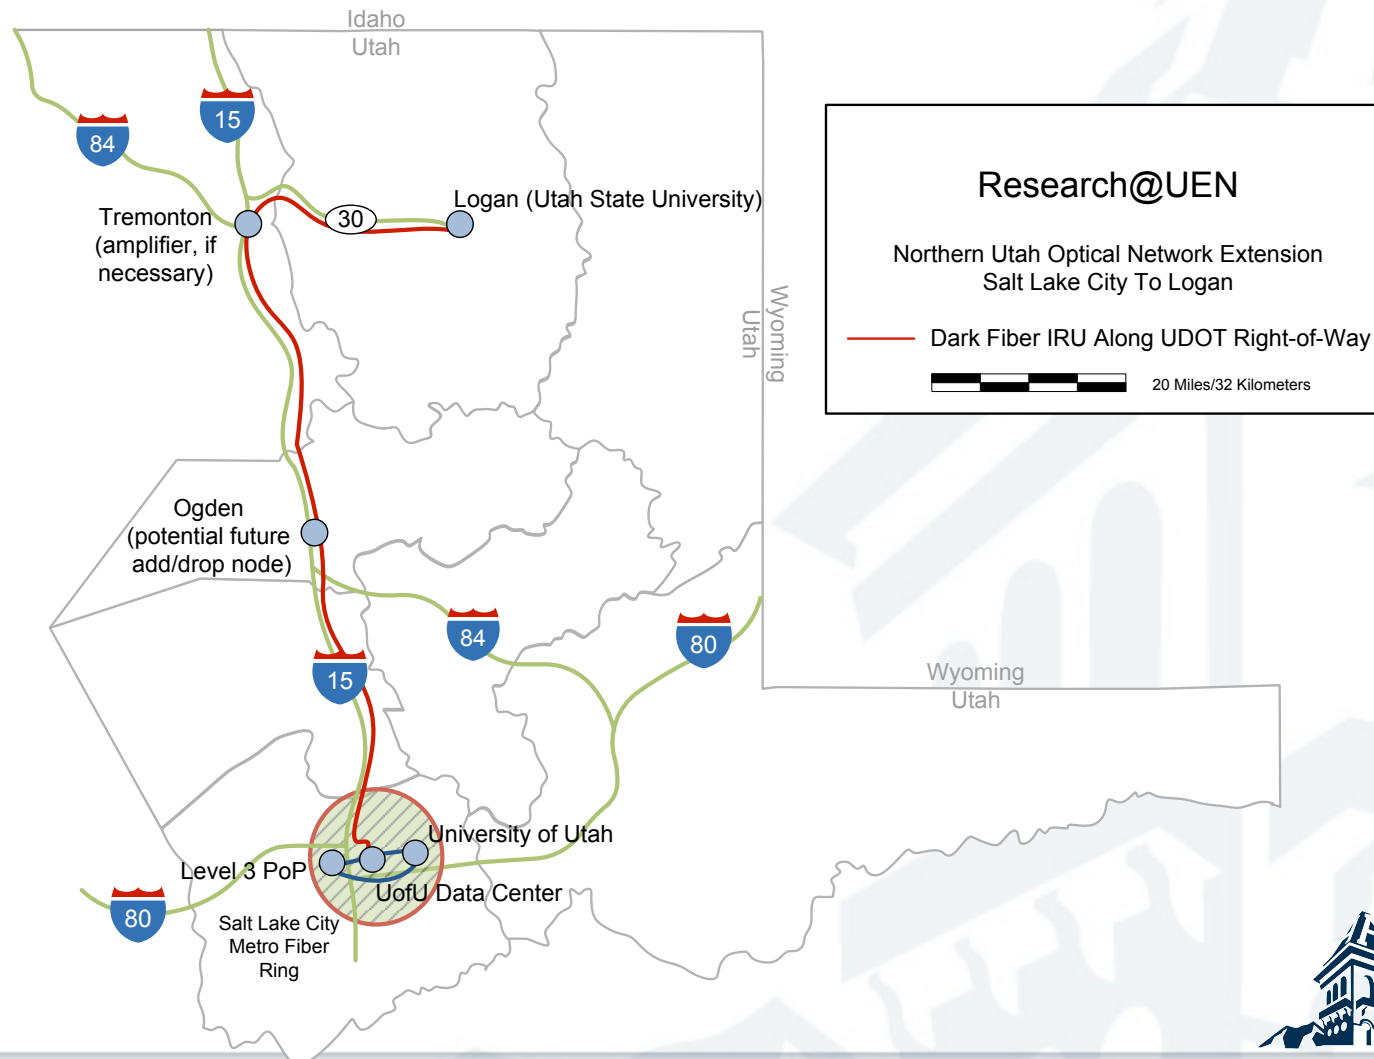 Idaho
Utah
84
15
Tremonton
(amplifier, if
necessary)
30
Logan (Utah State University)
Wyoming
Utah
Research@UEN
Northern Utah Optical Network Extension
Salt Lake City To Logan
Dark Fiber IRU Along UDOT Right-of-Way
20 Miles/32 Kilometers
Ogden
(potential future
add/drop node)
84
80
15
Wyoming
Utah
University of Utah
Level 3 PoP
UofU Data Center
80
Salt Lake City
Metro Fiber
Ring